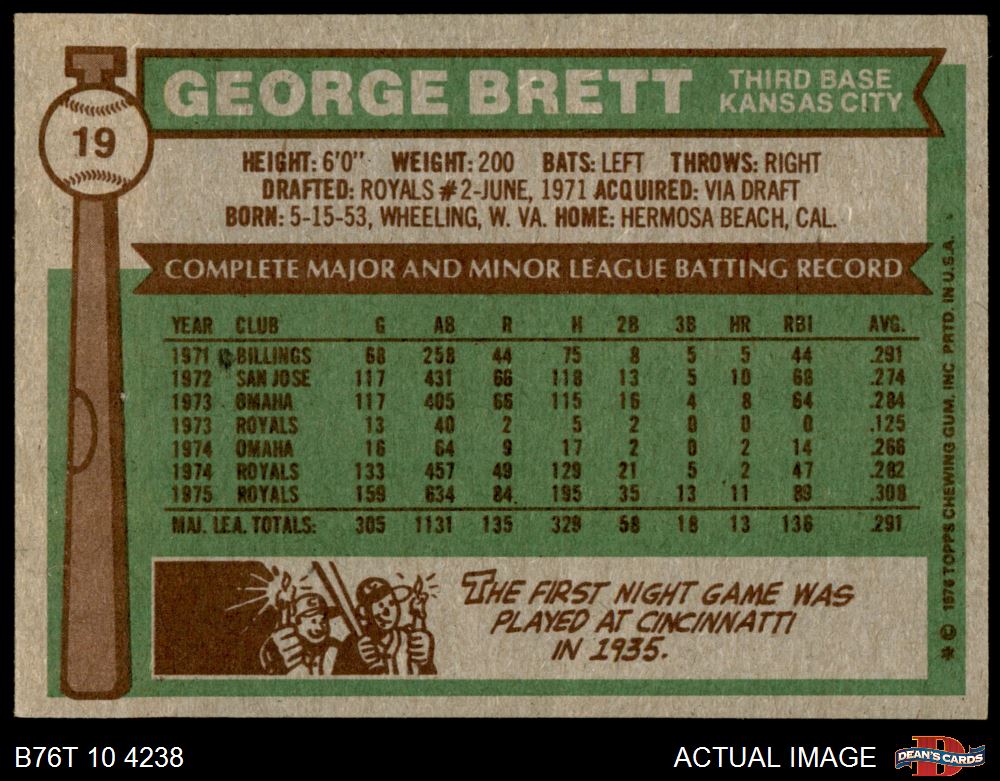 19
GEORGE BRETT
THIRD BASE
KANSAS CITY
HEIGHT: 6'0" WEIGHT: 200 BATS: LEFT THROWS: RIGHT
DRAFTED: ROYALS #2-JUNE, 1971 ACQUIRED: VIA DRAFT
BORN: 5-15-53, WHEELING, W. VA. HOME: HERMOSA BEACH, CAL.
COMPLETE MAJOR AND MINOR LEAGUE BATTING RECORD
YEAR CLUB G AB R H 2B 3B HR RBI AVG.
1971 BILLINGS 68 258 44 75 8 5 5 44 .291
1972 SAN JOSE 117 431 66 118 13 5 10 68 .274
1973 OMAHA 117 405 66 115 16 4 8 64 .284
1973 ROYALS 13 40 2 5 2 0 0 0 .125
1974 OMAHA 16 64 9 17 2 0 2 14 .266
1974 ROYALS 133 457 49 129 21 5 2 47 .282
1975 ROYALS 159 634 84 195 35 13 11 89 .308
MAJ. LEA. TOTALS: 305 1131 135 329 58 18 13 136 .291
THE FIRST NIGHT GAME WAS
PLAYED AT CINCINNATTI
IN 1935.
* © 1976 TOPPS CHEWING GUM, INC. PRTD. IN U.S.A.
B76T 10 4238
ACTUAL IMAGE
D
DEAN'S CARDS